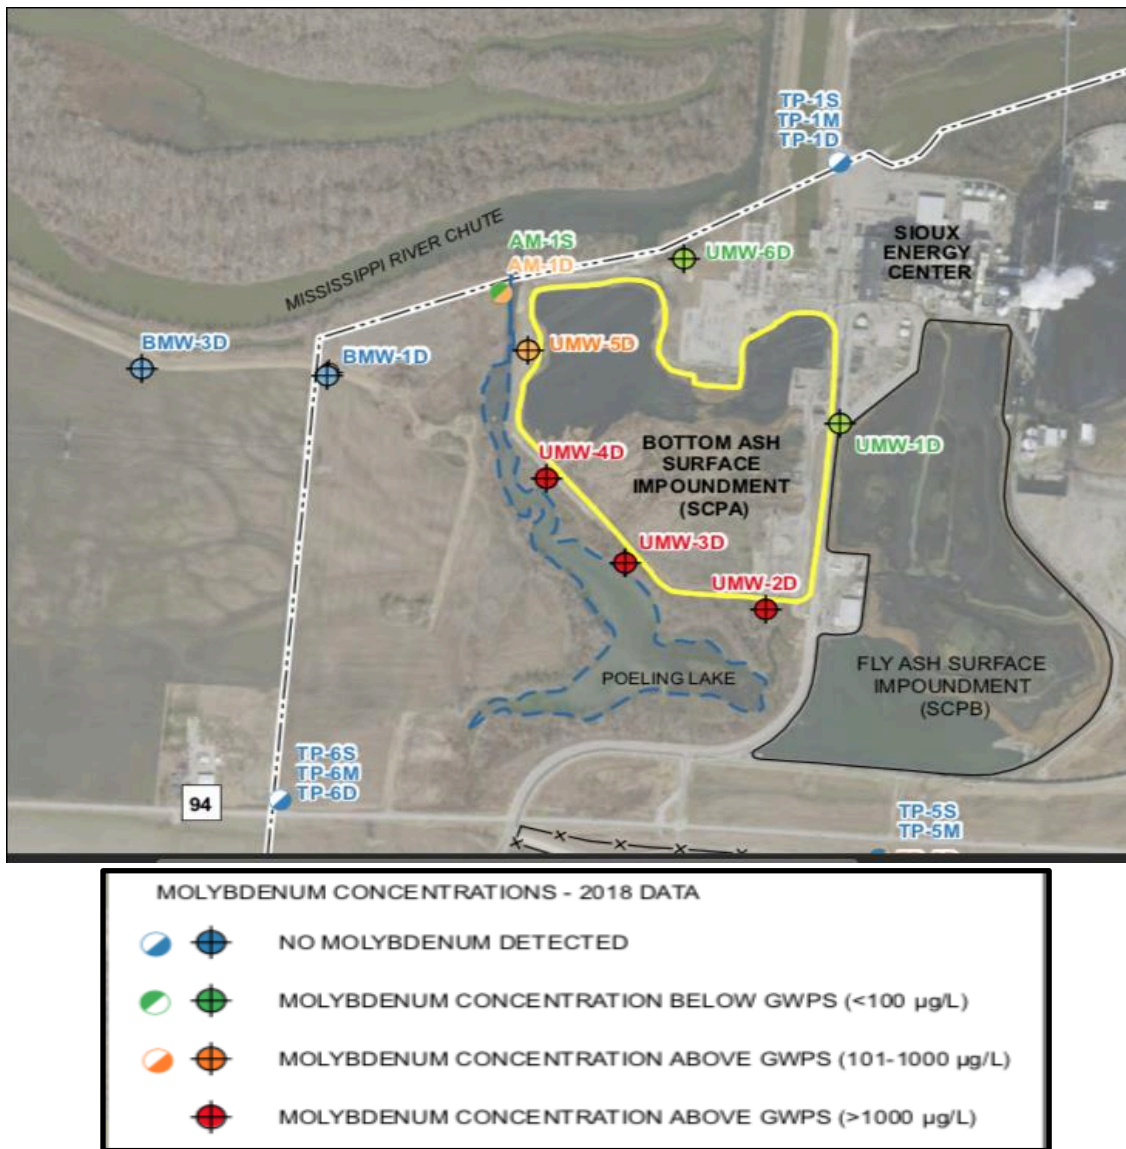 TP-1S
TP-1M
TP-1D
SIOUX
ENERGY
CENTER
MISSISSIPPI RIVER CHUTE
AM-1S
AM-1D
UMW-6D
BMW-3D
BMW-1D
UMW-5D
UMW-4D
BOTTOM ASH
SURFACE
IMPOUNDMENT
(SCPA)
UMW-1D
UMW-3D
UMW-2D
POELING LAKE
FLY ASH SURFACE
IMPOUNDMENT
(SCPB)
TP-6S
TP-6M
TP-6D
94
TP-5S
TP-5M
MOLYBDENUM CONCENTRATIONS - 2018 DATA
NO MOLYBDENUM DETECTED
MOLYBDENUM CONCENTRATION BELOW GWPS (<100 µg/L)
MOLYBDENUM CONCENTRATION ABOVE GWPS (101-1000 µg/L)
MOLYBDENUM CONCENTRATION ABOVE GWPS (>1000 µg/L)